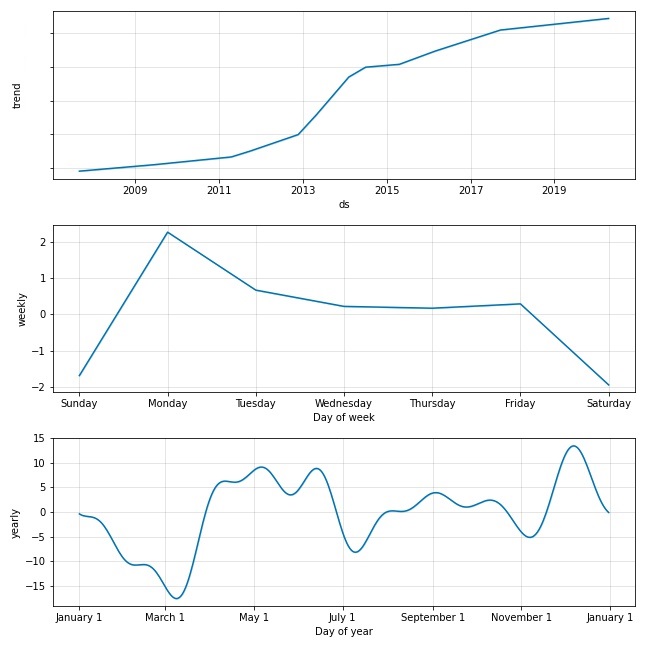 trend
2009 2011 2013 2015 2017 2019
ds
weekly
2
1
0
−1
−2
Sunday Monday Tuesday Wednesday Thursday Friday Saturday
Day of week
yearly
15
10
5
0
−5
−10
−15
January 1 March 1 May 1 July 1 September 1 November 1 January 1
Day of year